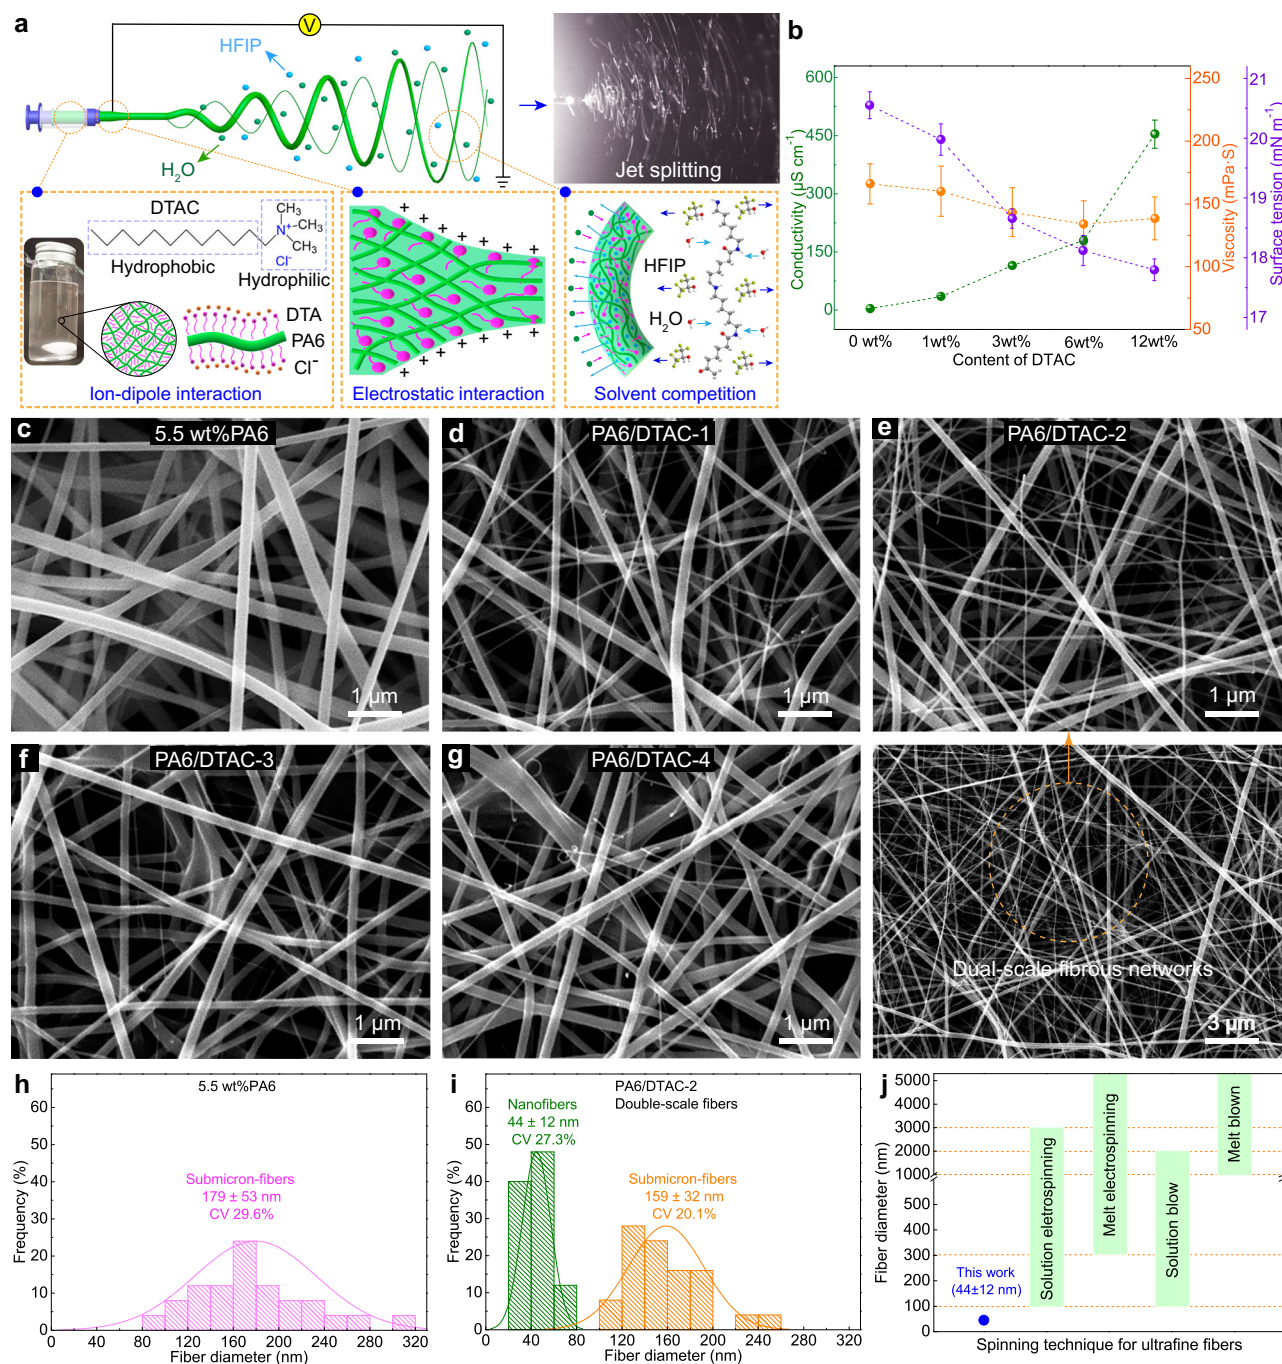 a
V
HFIP
H2O
Jet splitting
DTAC
CH3
CH3
N+
CH3
Cl-
Hydrophobic
Hydrophilic
DTA
PA6
Cl−
Ion-dipole interaction
+ + + + + + + + +
+ + + + + + + + +
Electrostatic interaction
HFIP
H2O
Solvent competition
b
600
450
300
150
0
Conductivity (µS cm-1)
250
200
150
100
50
Viscosity (mPa·S)
21
20
19
18
17
Surface tension (mN m-1)
0 wt% 1wt% 3wt% 6wt% 12wt%
Content of DTAC
c
5.5 wt%PA6
1 µm
d
PA6/DTAC-1
1 µm
e
PA6/DTAC-2
1 µm
f
PA6/DTAC-3
1 µm
g
PA6/DTAC-4
1 µm
Dual-scale fibrous networks
3 µm
h
5.5 wt%PA6
Submicron-fibers
179 ± 53 nm
CV 29.6%
60
50
40
30
20
10
0
Frequency (%)
0 40 80 120 160 200 240 280 320
Fiber diameter (nm)
i
PA6/DTAC-2
Double-scale fibers
Nanofibers
44 ± 12 nm
CV 27.3%
Submicron-fibers
159 ± 32 nm
CV 20.1%
60
50
40
30
20
10
0
Frequency (%)
0 40 80 120 160 200 240 280 320
Fiber diameter (nm)
j
5000
4000
3000
2000
1000
500
400
300
200
100
Fiber diameter (nm)
This work
(44±12 nm)
Solution eletrospinning
Melt electrospinning
Solution blow
Melt blown
Spinning technique for ultrafine fibers